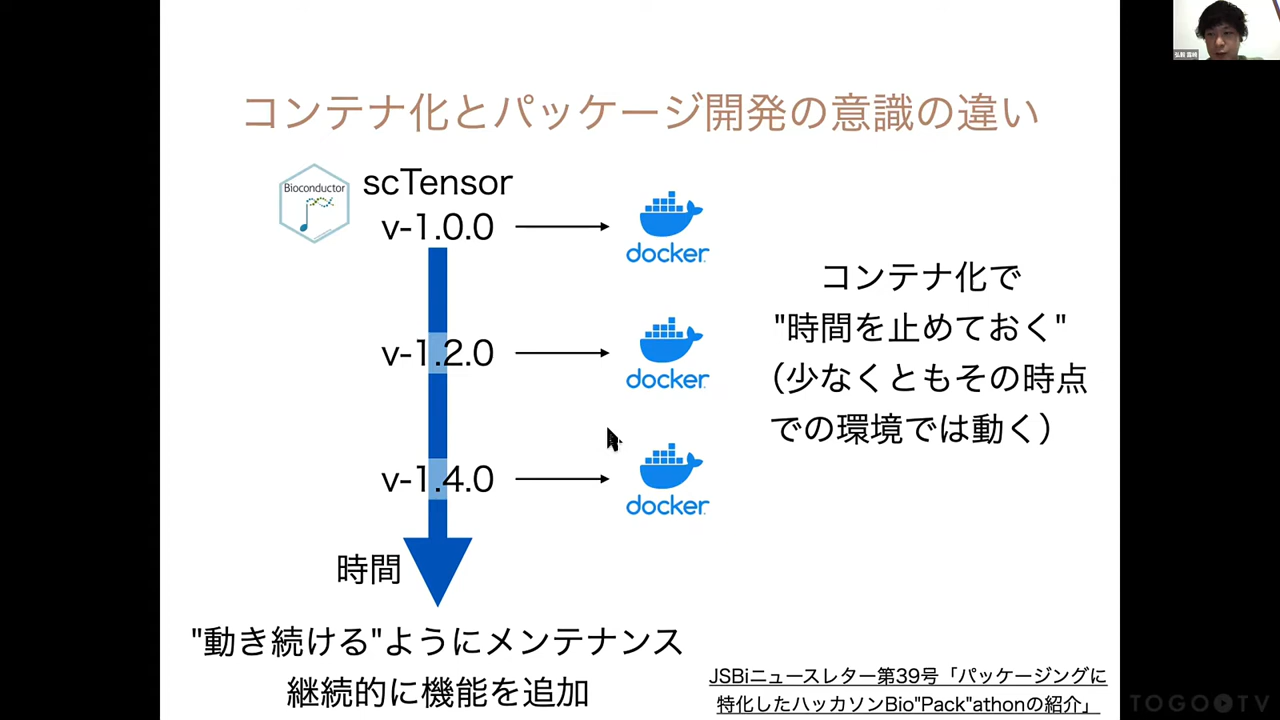 コンテナ化とパッケージ開発の意識の違い
Bioconductor
scTensor
v-1.0.0
docker
v-1.2.0
docker
v-1.4.0
docker
時間
コンテナ化で
"時間を止めておく"
（少なくともその時点
での環境では動く）
"動き続ける"ようにメンテナンス
継続的に機能を追加
JSBiニュースレター第39号「パッケージングに
特化したハッカソンBio"Pack"athonの紹介」
TOGOTV